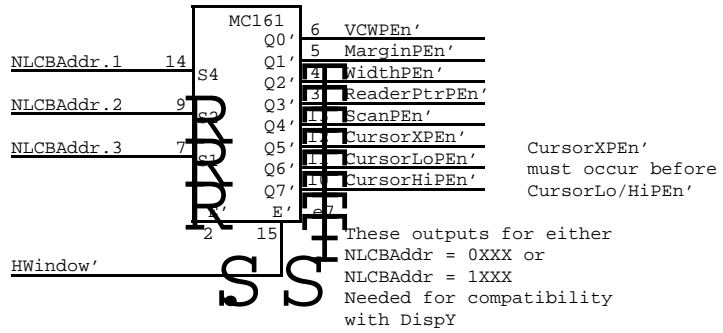 MC161
Q0' 6 VCWPEn'
Q1' 5 MarginPEn'
NLCBAddr.1 14 S4
Q2' 4 WidthPEn'
Q3' 3 ReaderPtrPEn'
NLCBAddr.2 9
Q4' ScanPEn'
Q5' CursorXPEn'
NLCBAddr.3 7
Q6' CursorLoPEn'
Q7' 10 CursorHiPEn'
CursorXPEn'
must occur before
CursorLo/HiPEn'
E'
2 15
HWindow'
These outputs for either
NLCBAddr = 0XXX or
NLCBAddr = 1XXX
Needed for compatibility
with DispY
R
R
R
S. S